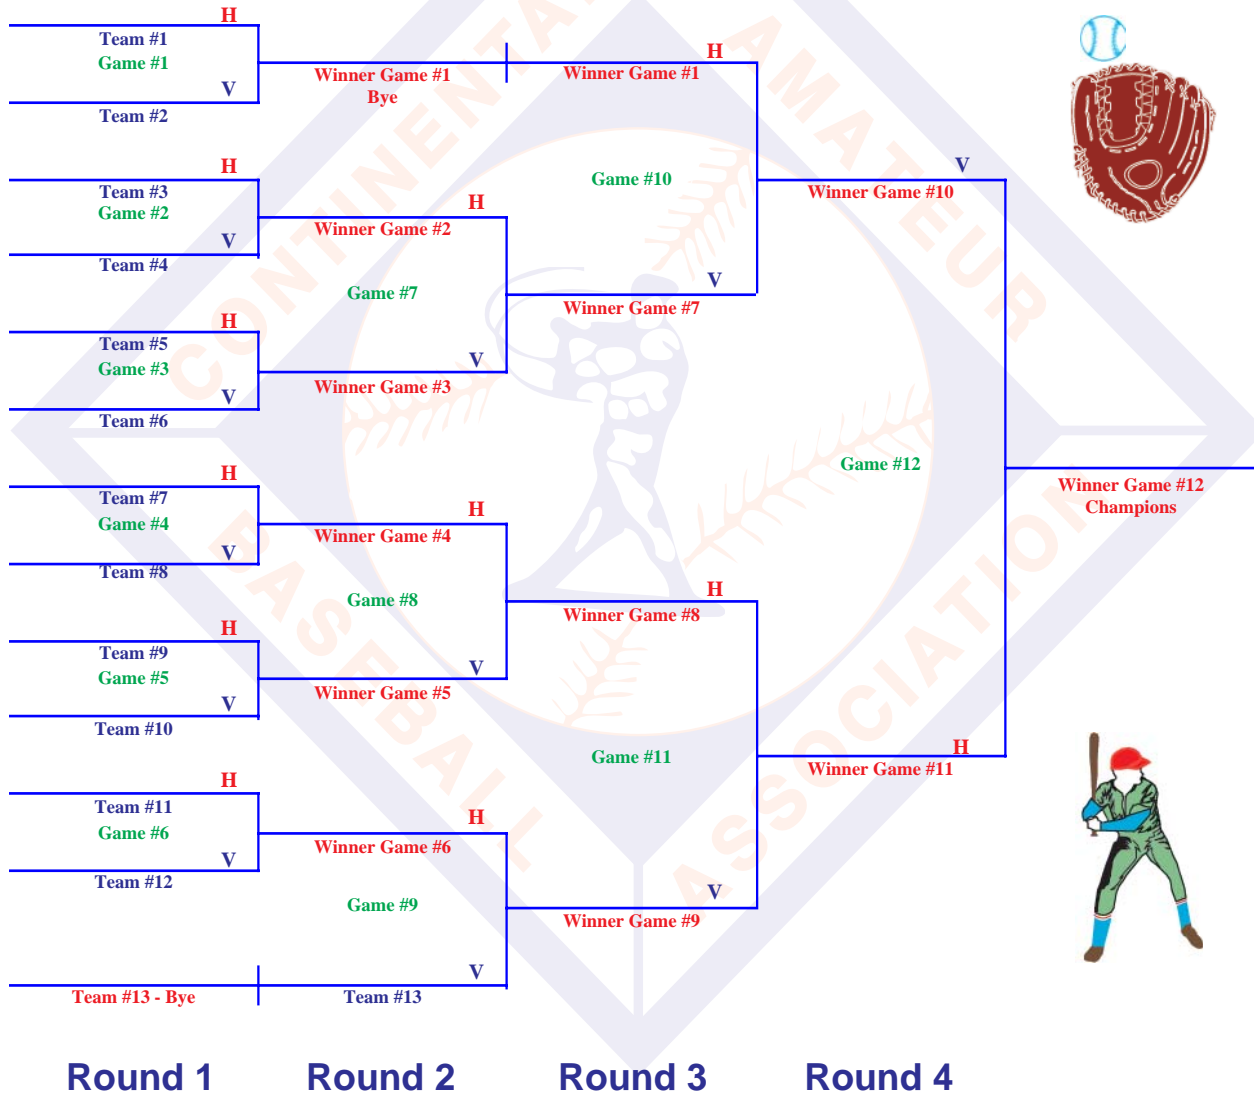 H
Team #1
Game #1
V
Team #2
H
Team #3
Game #2
V
Team #4
H
Team #5
Game #3
V
Team #6
H
Team #7
Game #4
V
Team #8
H
Team #9
Game #5
V
Team #10
H
Team #11
Game #6
V
Team #12
Team #13 - Bye
Winner Game #1
Bye
H
Winner Game #2
Game #7
V
Winner Game #3
H
Winner Game #4
Game #8
V
Winner Game #5
H
Winner Game #6
Game #9
V
Team #13
H
Winner Game #1
Game #10
V
Winner Game #7
H
Winner Game #8
Game #11
V
Winner Game #9
V
Winner Game #10
Game #12
H
Winner Game #11
Winner Game #12
Champions
CONTINENTAL
AMATEUR
BASEBALL
ASSOCIATION
Round 1
Round 2
Round 3
Round 4